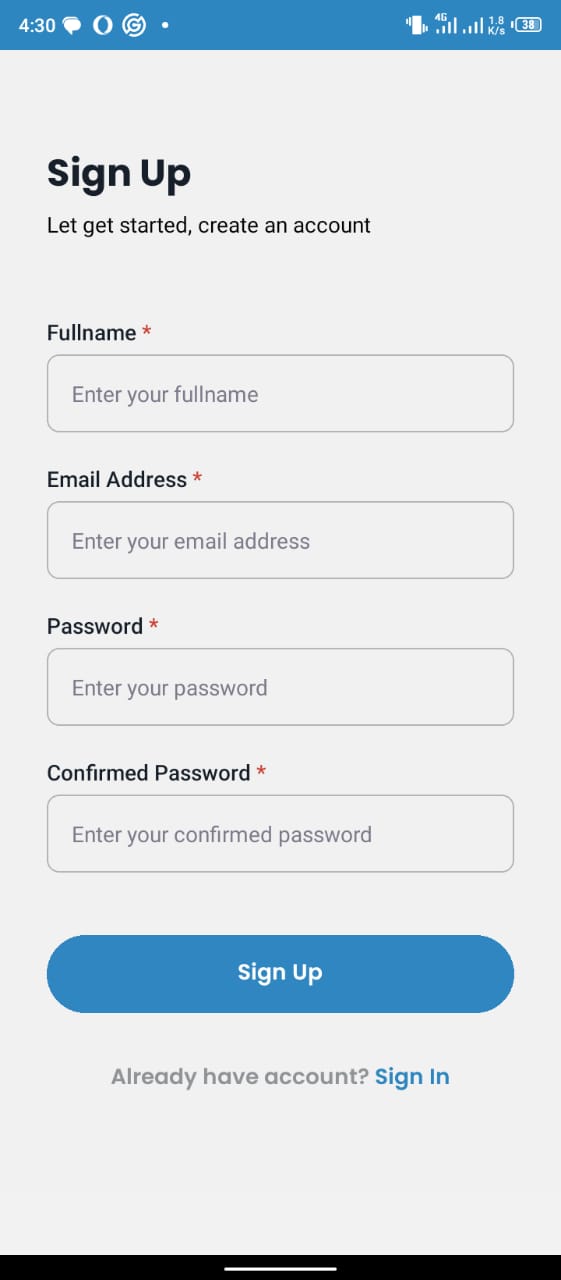 4:30 4G 1.8 K/s 38
Sign Up
Let get started, create an account
Fullname *
Enter your fullname
Email Address *
Enter your email address
Password *
Enter your password
Confirmed Password *
Enter your confirmed password
Sign Up
Already have account? Sign In